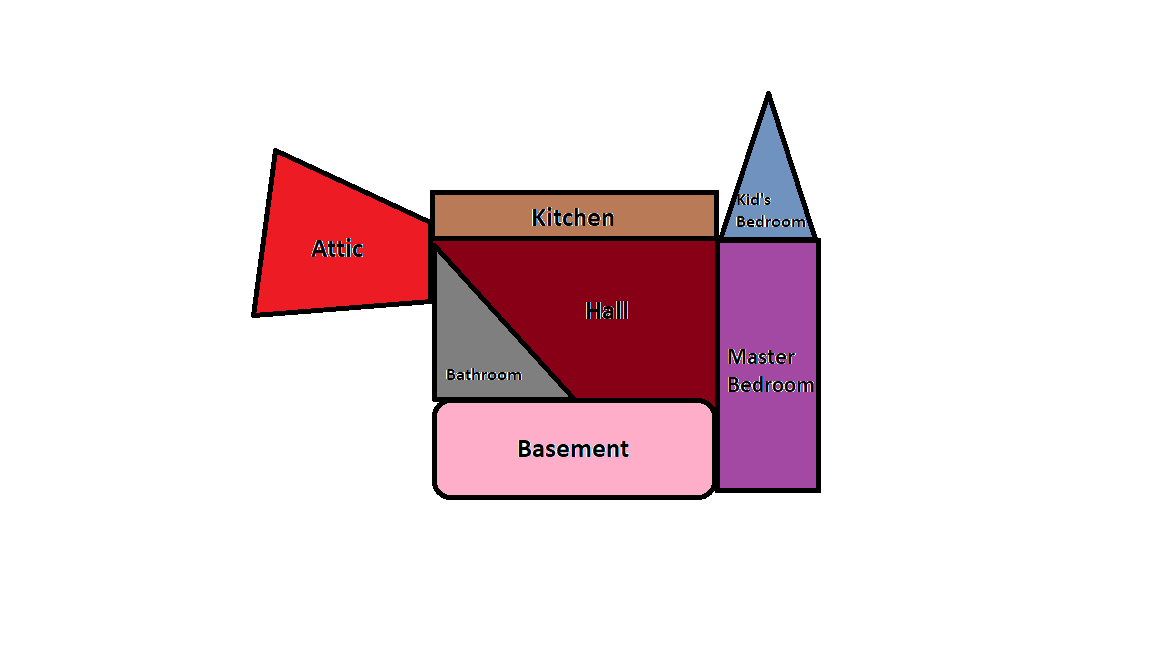 Kid's
Bedroom
Kitchen
Attic
Hall
Master
Bedroom
Bathroom
Basement